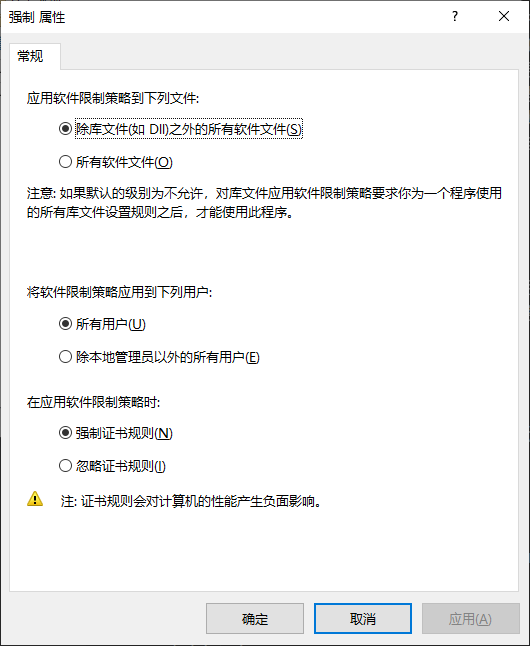 强制 属性
?
常规
应用软件限制策略到下列文件:
除库文件(如 Dll)之外的所有软件文件(S)
所有软件文件(O)
注意: 如果默认的级别为不允许，对库文件应用软件限制策略要求你为一个程序使用
的所有库文件设置规则之后，才能使用此程序。
将软件限制策略应用到下列用户:
所有用户(U)
除本地管理员以外的所有用户(E)
在应用软件限制策略时:
强制证书规则(N)
忽略证书规则(I)
注: 证书规则会对计算机的性能产生负面影响。
确定 取消 应用(A)